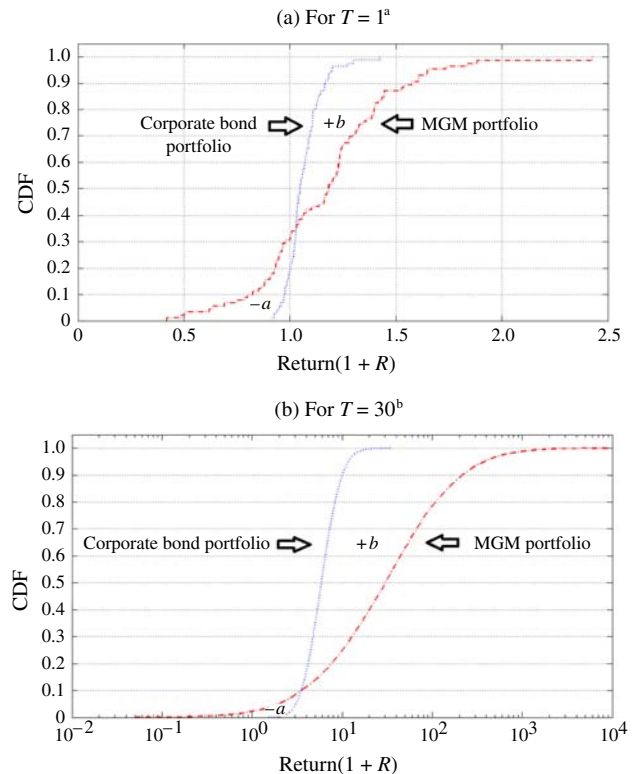 (a) For T = 1ᵃ
1.0
0.9
0.8
0.7
0.6
0.5
0.4
0.3
0.2
0.1
0
CDF
Corporate bond
portfolio
+b
MGM portfolio
−a
0 0.5 1.0 1.5 2.0 2.5
Return(1 + R)
(b) For T = 30ᵇ
1.0
0.9
0.8
0.7
0.6
0.5
0.4
0.3
0.2
0.1
0
CDF
Corporate bond portfolio
+b
MGM portfolio
−a
10⁻² 10⁻¹ 10⁰ 10¹ 10² 10³ 10⁴
Return(1 + R)